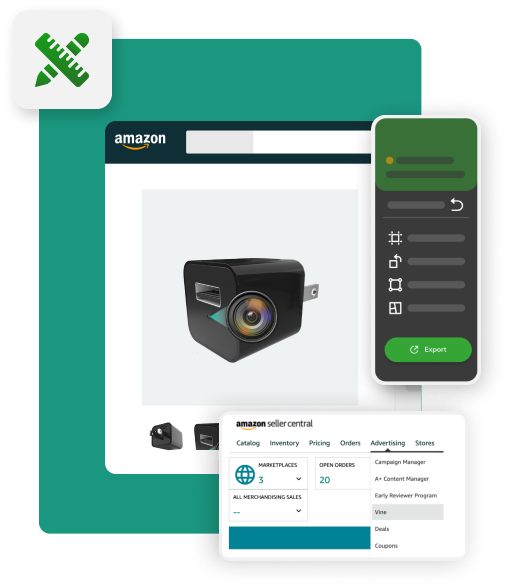 amazon
Export
amazon seller central
Catalog Inventory Pricing Orders Advertising Stores
MARKETPLACES
3
OPEN ORDERS
20
ALL MERCHANDISING SALES
--
Campaign Manager
A+ Content Manager
Early Reviewer Program
Vine
Deals
Coupons